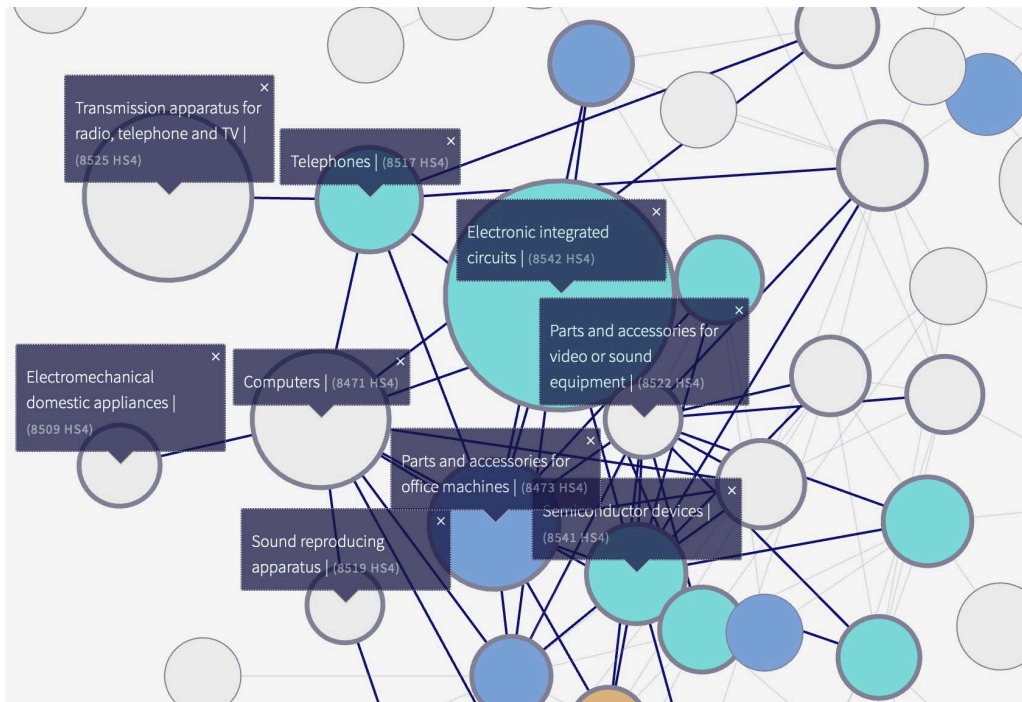 ×
Transmission apparatus for
radio, telephone and TV |
(8525 HS4)
×
Telephones | (8517 HS4)
×
Electronic integrated
circuits | (8542 HS4)
×
Parts and accessories for
video or sound
equipment | (8522 HS4)
×
Electromechanical
domestic appliances |
(8509 HS4)
×
Computers | (8471 HS4)
×
Parts and accessories for
office machines | (8473 HS4)
×
Semiconductor devices |
(8541 HS4)
×
Sound reproducing
apparatus | (8519 HS4)